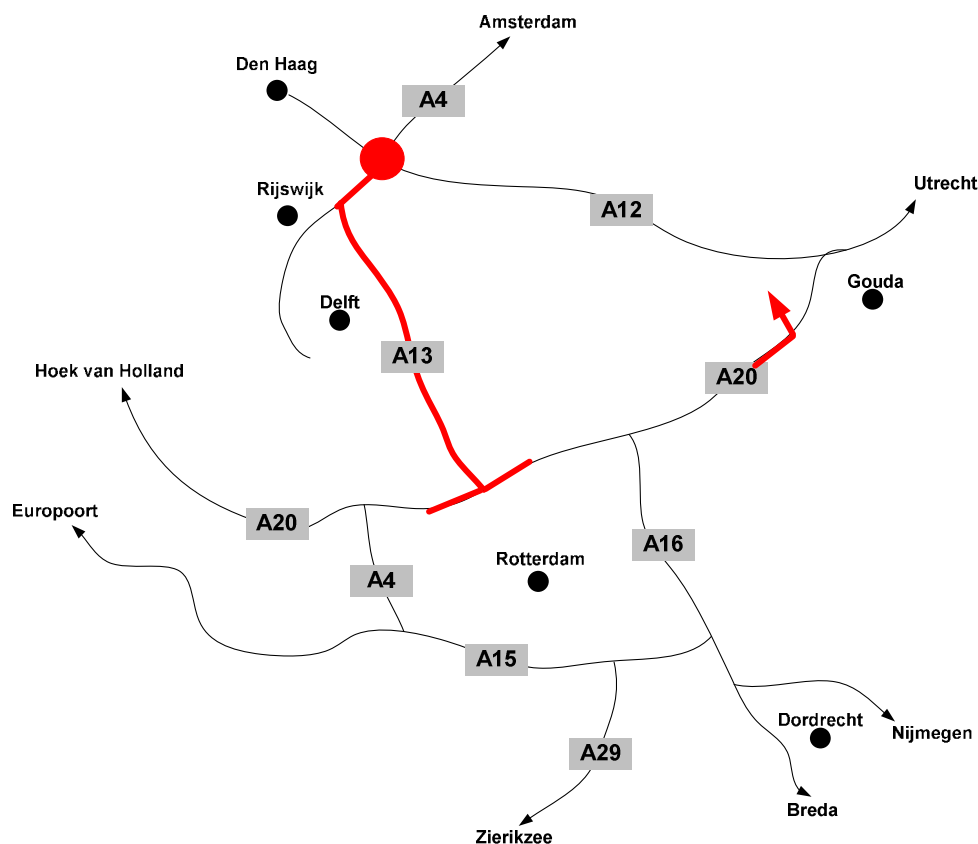 Amsterdam
Den Haag
A4
Rijswijk
Utrecht
A12
Gouda
Delft
A13
Hoek van Holland
A20
Europoort
A20
A16
Rotterdam
A4
A15
Dordrecht
Nijmegen
A29
Breda
Zierikzee